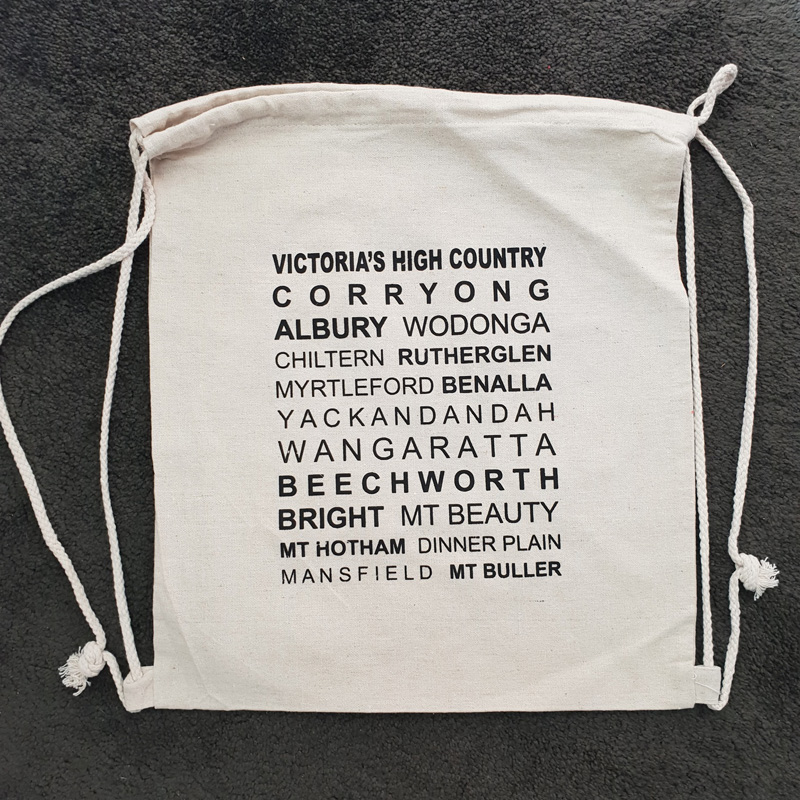 VICTORIA'S HIGH COUNTRY
CORRYONG
ALBURY WODONGA
CHILTERN RUTHERGLEN
MYRTLEFORD BENALLA
YACKANDANDAH
WANGARATTA
BEECHWORTH
BRIGHT MT BEAUTY
MT HOTHAM DINNER PLAIN
MANSFIELD MT BULLER